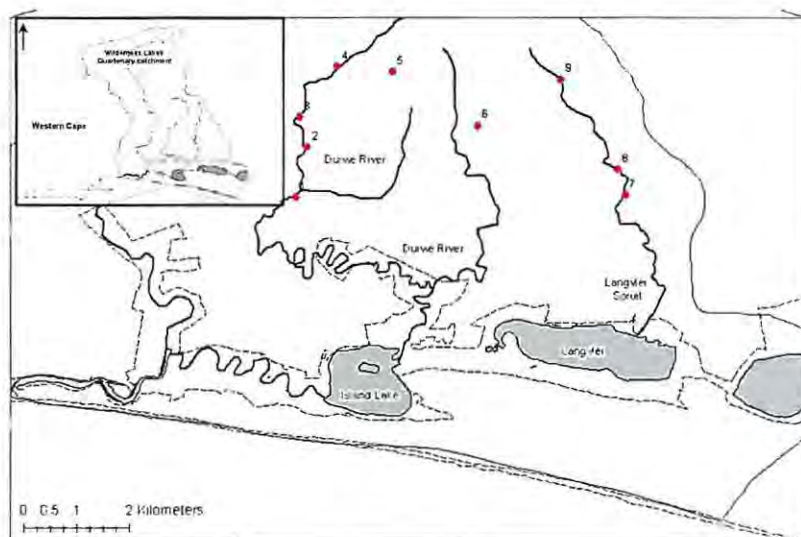 Wilderness Lakes
Quaternary catchment
Western Cape
4
5
3
2
6
9
8
7
Duiwe River
Duiwe River
Langvlei
Spruit
Langvlei
Island Lake
0 0.5 1 2 Kilometers